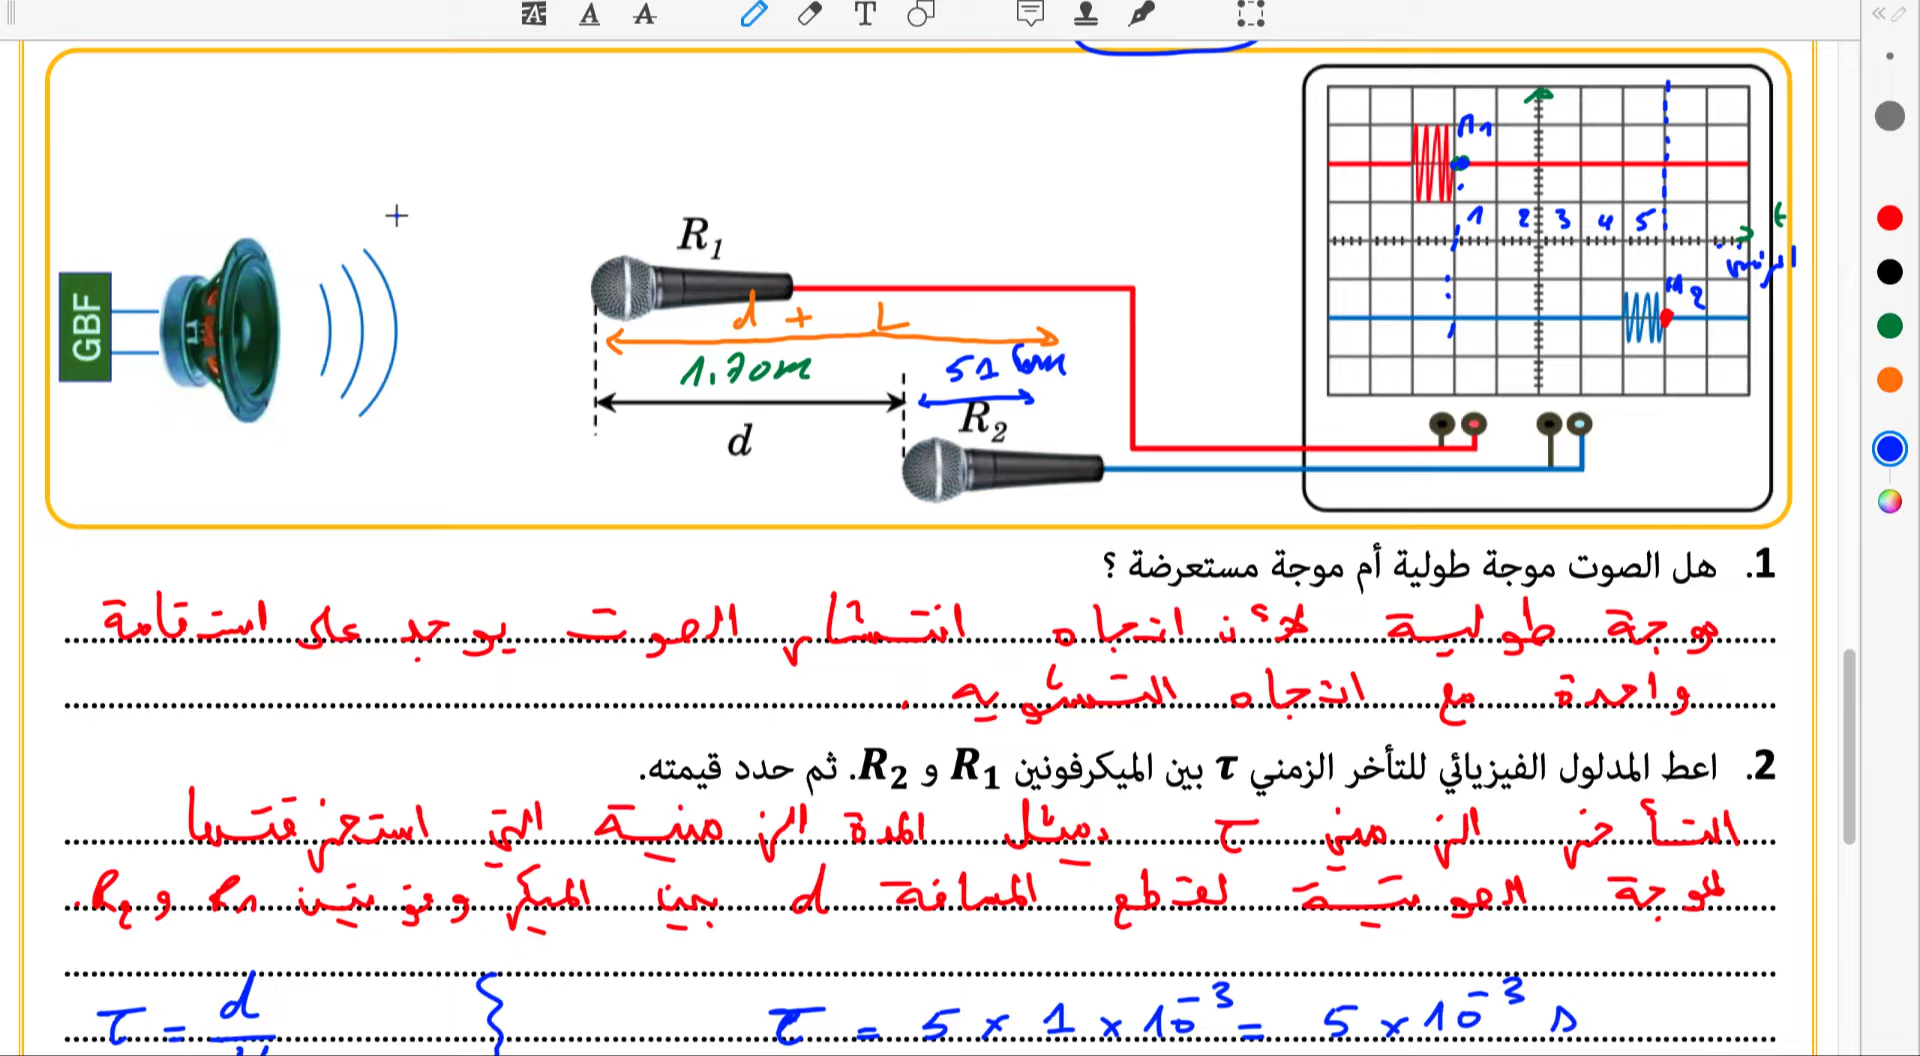 GBF
R1
d + L
1.70m
51 cm
d
R2
M1
1 2 3 4 5
t
M2
1. هل الصوت موجة طولية أم موجة مستعرضة ؟
موجة طولية لأن اتجاه انتشار الصوت يوجد على استقامة
واحدة مع اتجاه التشويه .
2. اعط المدلول الفيزيائي للتأخر الزمني τ بين الميكرفونين R1 و R2. ثم حدد قيمته.
التأخر الزمني τ يمثل المدة الزمنية التي استغرقتها
الموجة الصوتية لقطع المسافة d بين الميكروفونين R1 و R2.
τ = d
τ = 5 × 1 × 10⁻³ = 5 × 10⁻³ s